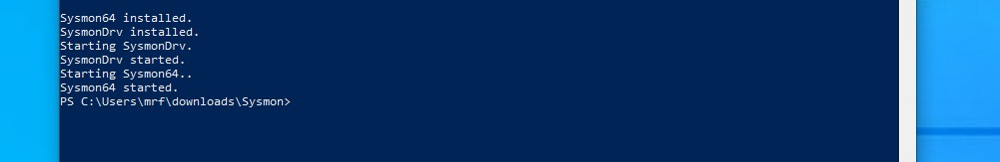 Sysmon64 installed.
SysmonDrv installed.
Starting SysmonDrv.
SysmonDrv started.
Starting Sysmon64..
Sysmon64 started.
PS C:\Users\mrf\downloads\Sysmon>